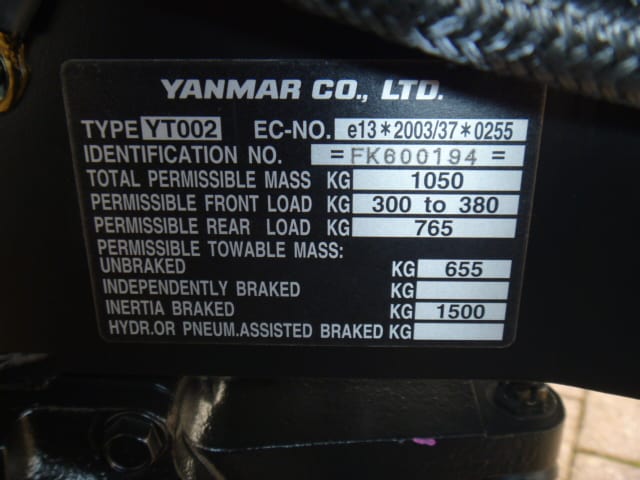 YANMAR CO., LTD.
TYPE YT002 EC-NO. e13*2003/37*0255
IDENTIFICATION NO. =FK600194=
TOTAL PERMISSIBLE MASS KG 1050
PERMISSIBLE FRONT LOAD KG 300 to 380
PERMISSIBLE REAR LOAD KG 765
PERMISSIBLE TOWABLE MASS:
UNBRAKED KG 655
INDEPENDENTLY BRAKED KG
INERTIA BRAKED KG 1500
HYDR.OR PNEUM.ASSISTED BRAKED KG